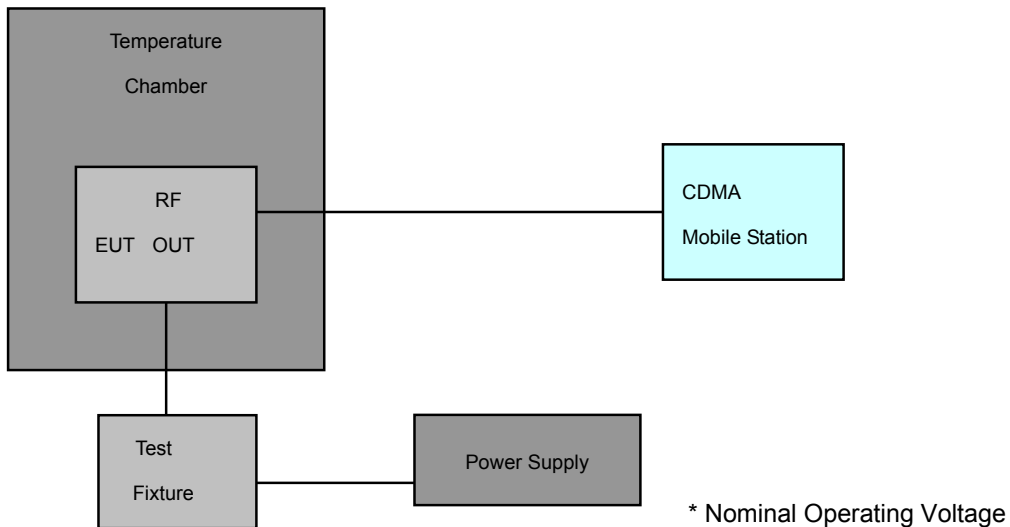 Temperature
Chamber
RF
EUT OUT
CDMA
Mobile Station
Test
Fixture
Power Supply
* Nominal Operating Voltage